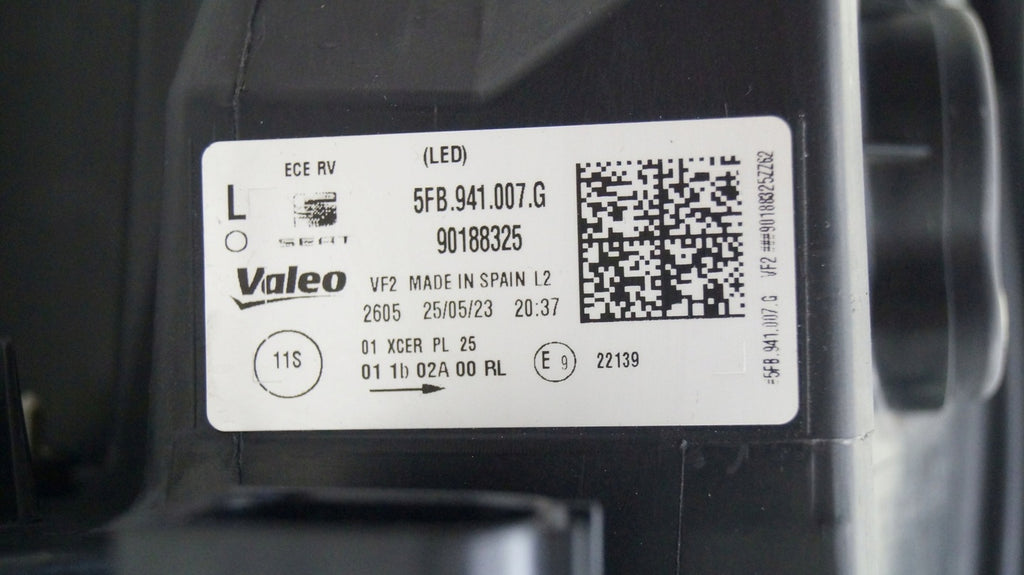 (LED)
ECE RV
L
SEAT
5FB.941.007.G
90188325
Valeo
VF2 MADE IN SPAIN L2
2605 25/05/23 20:37
11S
01 XCER PL 25
01 1b 02A 00 RL
E 9
22139
#5FB.941.007.G VF2 ###90188325ZZ62